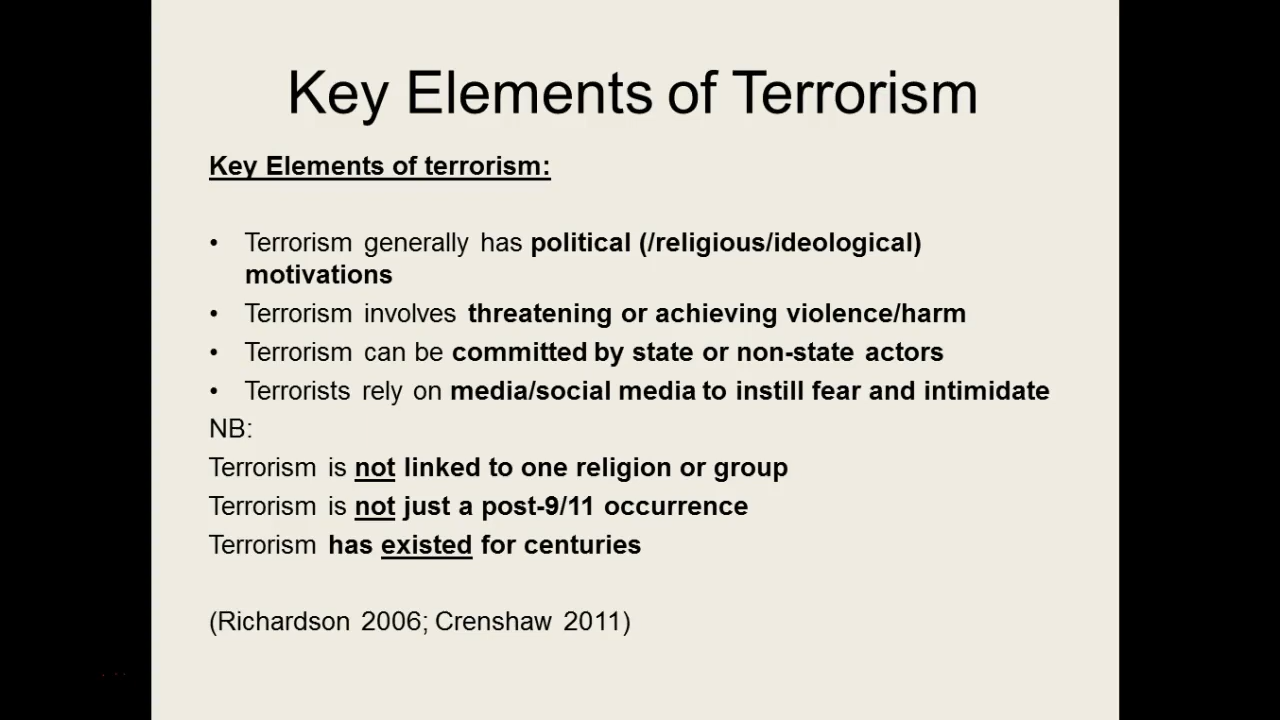 Key Elements of Terrorism
Key Elements of terrorism:
• Terrorism generally has political (/religious/ideological)
motivations
• Terrorism involves threatening or achieving violence/harm
• Terrorism can be committed by state or non-state actors
• Terrorists rely on media/social media to instill fear and intimidate
NB:
Terrorism is not linked to one religion or group
Terrorism is not just a post-9/11 occurrence
Terrorism has existed for centuries
(Richardson 2006; Crenshaw 2011)